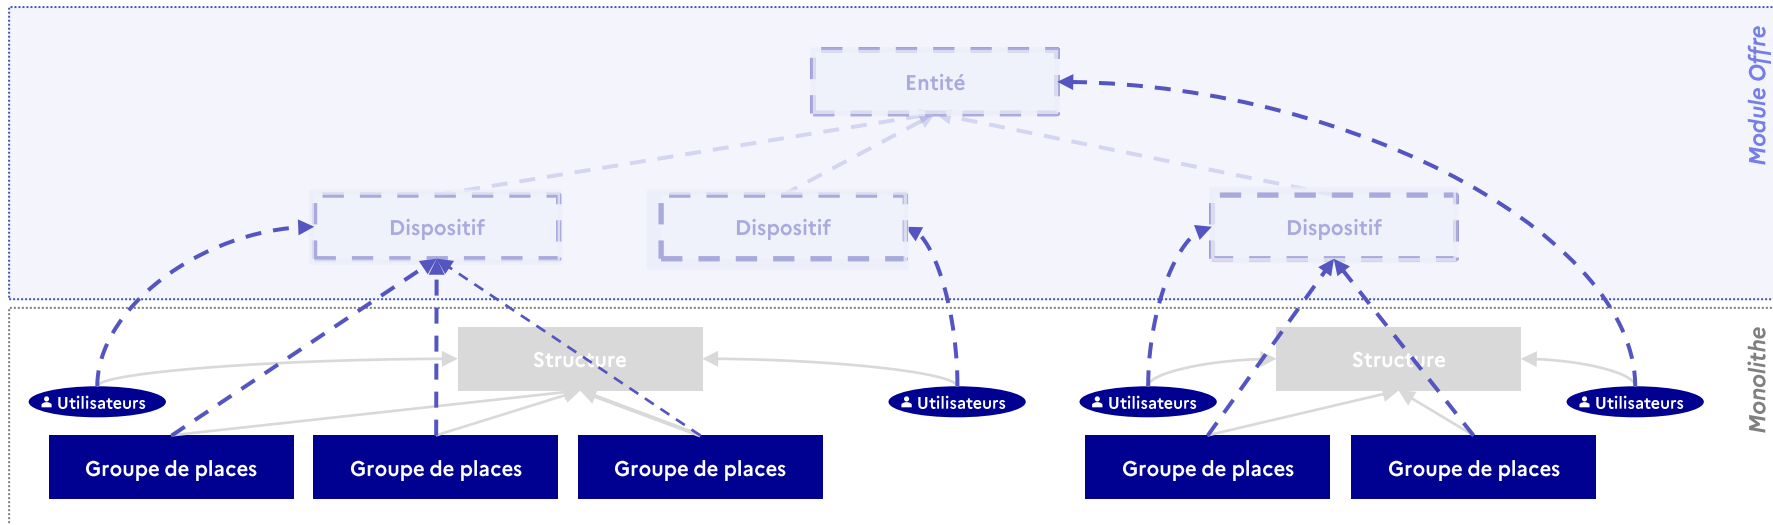 Module Offre
Entité
Dispositif
Dispositif
Dispositif
Monolithe
Structure
Structure
Utilisateurs
Utilisateurs
Utilisateurs
Utilisateurs
Groupe de places
Groupe de places
Groupe de places
Groupe de places
Groupe de places